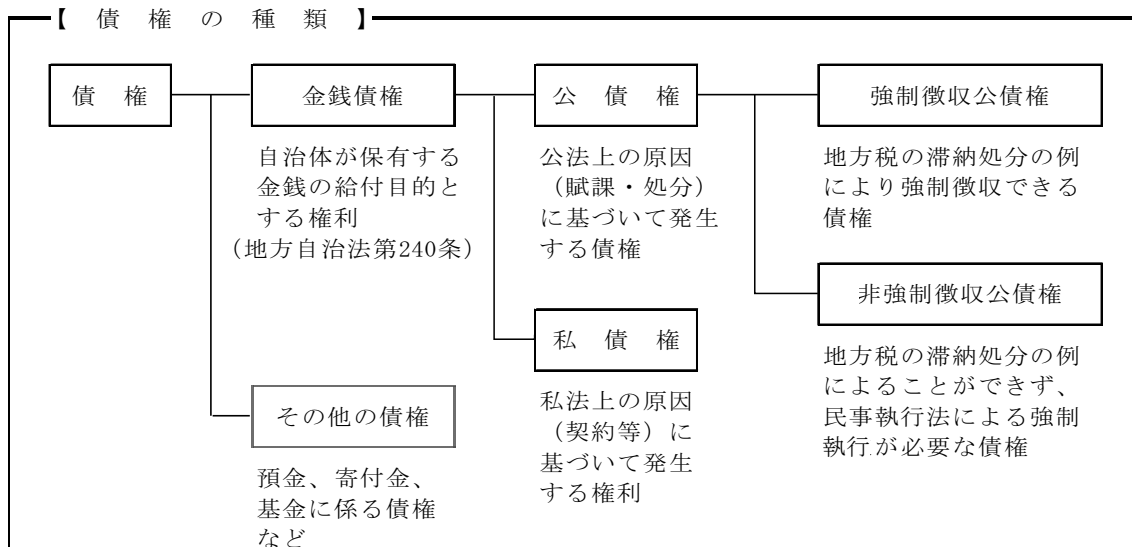 【 債 権 の 種 類 】
債 権
金銭債権
自治体が保有する
金銭の給付目的と
する権利
(地方自治法第240条)
その他の債権
預金、寄付金、
基金に係る債権
など
公 債 権
公法上の原因
(賦課・処分)
に基づいて発生
する債権
私 債 権
私法上の原因
(契約等)に
基づいて発生
する権利
強制徴収公債権
地方税の滞納処分の例
により強制徴収できる
債権
非強制徴収公債権
地方税の滞納処分の例
によることができず、
民事執行法による強制
執行が必要な債権